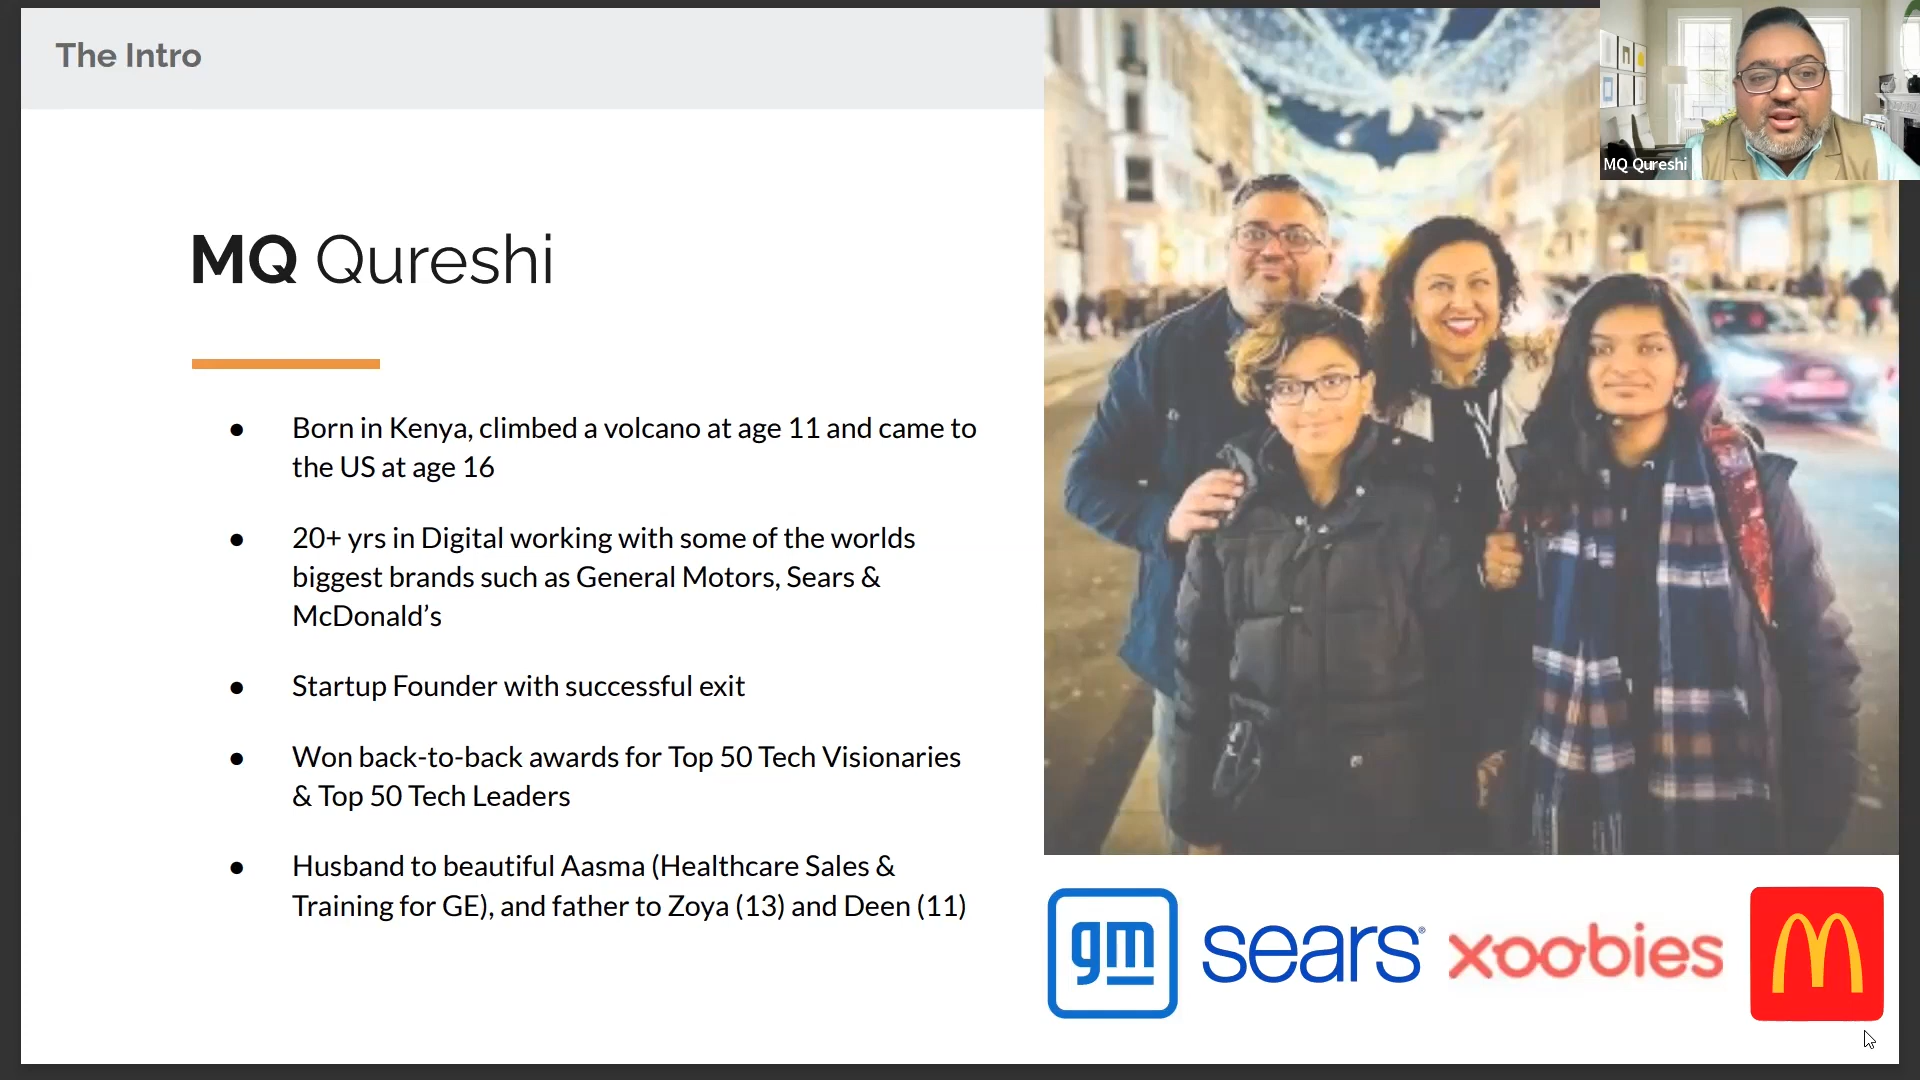 The Intro
MQ Qureshi
MQ Qureshi
● Born in Kenya, climbed a volcano at age 11 and came to
the US at age 16
● 20+ yrs in Digital working with some of the worlds
biggest brands such as General Motors, Sears &
McDonald’s
● Startup Founder with successful exit
● Won back-to-back awards for Top 50 Tech Visionaries
& Top 50 Tech Leaders
● Husband to beautiful Aasma (Healthcare Sales &
Training for GE), and father to Zoya (13) and Deen (11)
gm sears® xoobies M